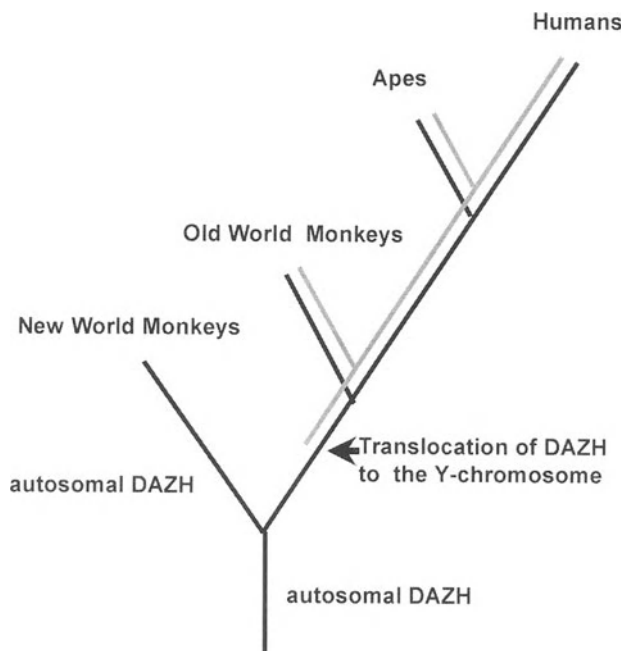 Humans
Apes
Old World Monkeys
New World Monkeys
Translocation of DAZH
to the Y-chromosome
autosomal DAZH
autosomal DAZH